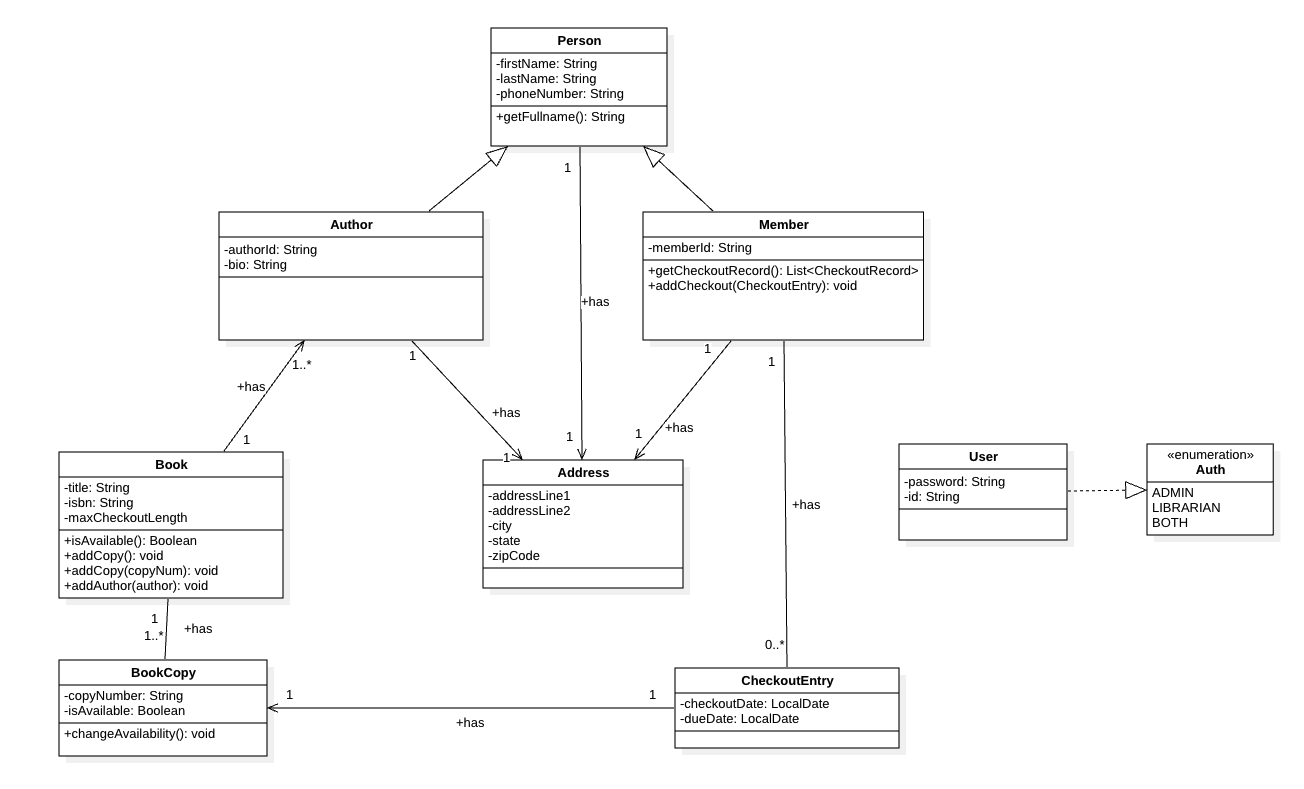 Person
-firstName: String
-lastName: String
-phoneNumber: String
+getFullname(): String
1
Author
-authorId: String
-bio: String
Member
-memberId: String
+getCheckoutRecord(): List<CheckoutRecord>
+addCheckout(CheckoutEntry): void
+has
1..*
+has
1
1
+has
1
1
+has
1
1
+has
1
1
Book
-title: String
-isbn: String
-maxCheckoutLength
+isAvailable(): Boolean
+addCopy(): void
+addCopy(copyNum): void
+addAuthor(author): void
Address
-addressLine1
-addressLine2
-city
-state
-zipCode
+has
User
-password: String
-id: String
«enumeration»
Auth
ADMIN
LIBRARIAN
BOTH
1
1..*
+has
0..*
BookCopy
-copyNumber: String
-isAvailable: Boolean
+changeAvailability(): void
1
1
+has
CheckoutEntry
-checkoutDate: LocalDate
-dueDate: LocalDate